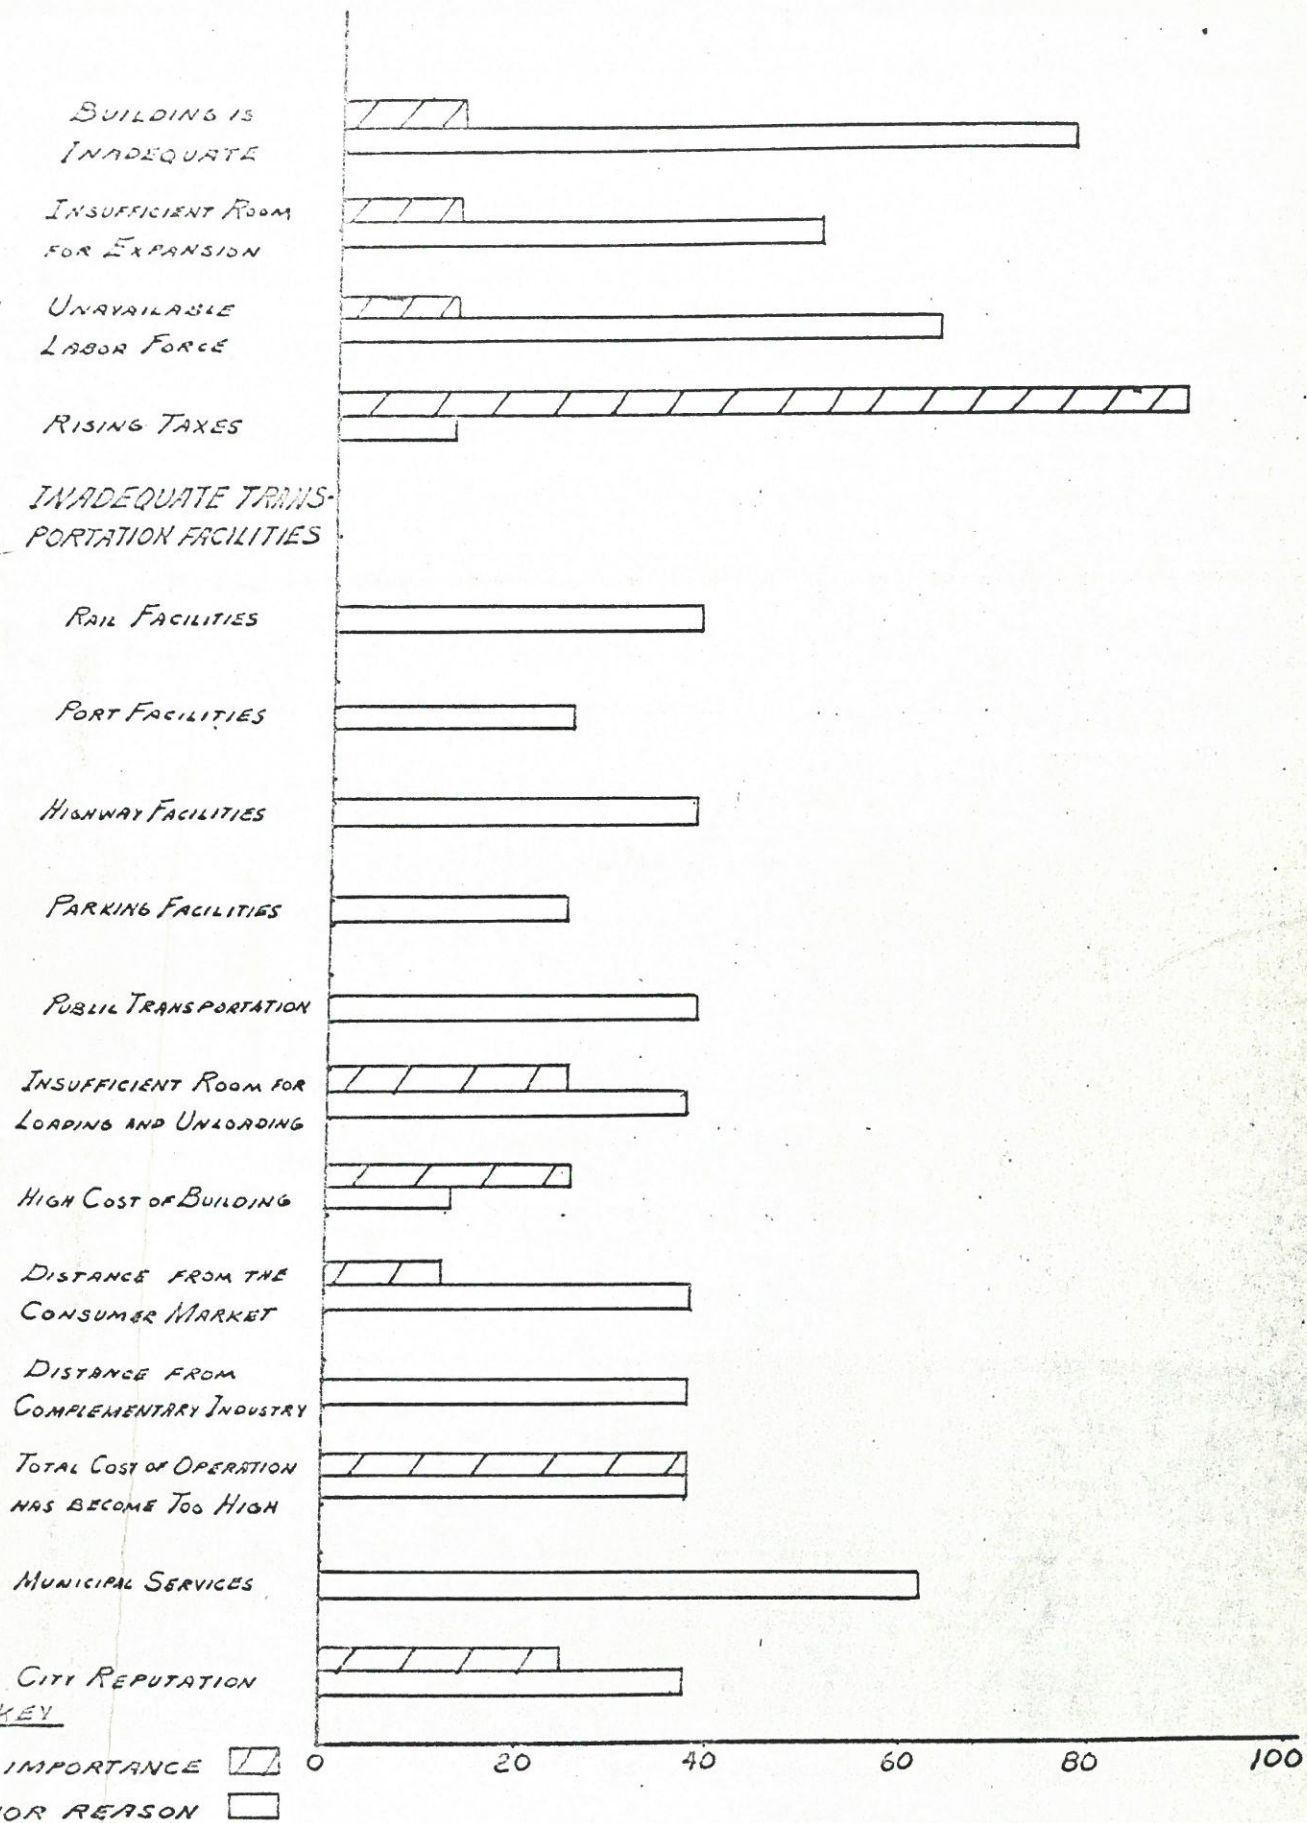 BUILDING IS
INADEQUATE
INSUFFICIENT ROOM
FOR EXPANSION
UNAVAILABLE
LABOR FORCE
RISING TAXES
INADEQUATE TRANS-
PORTATION FACILITIES
RAIL FACILITIES
PORT FACILITIES
HIGHWAY FACILITIES
PARKING FACILITIES
PUBLIC TRANSPORTATION
INSUFFICIENT ROOM FOR
LOADING AND UNLOADING
HIGH COST OF BUILDING
DISTANCE FROM THE
CONSUMER MARKET
DISTANCE FROM
COMPLEMENTARY INDUSTRY
TOTAL COST OF OPERATION
HAS BECOME TOO HIGH
MUNICIPAL SERVICES
CITY REPUTATION
KEY
IMPORTANCE
OR REASON
0 20 40 60 80 100